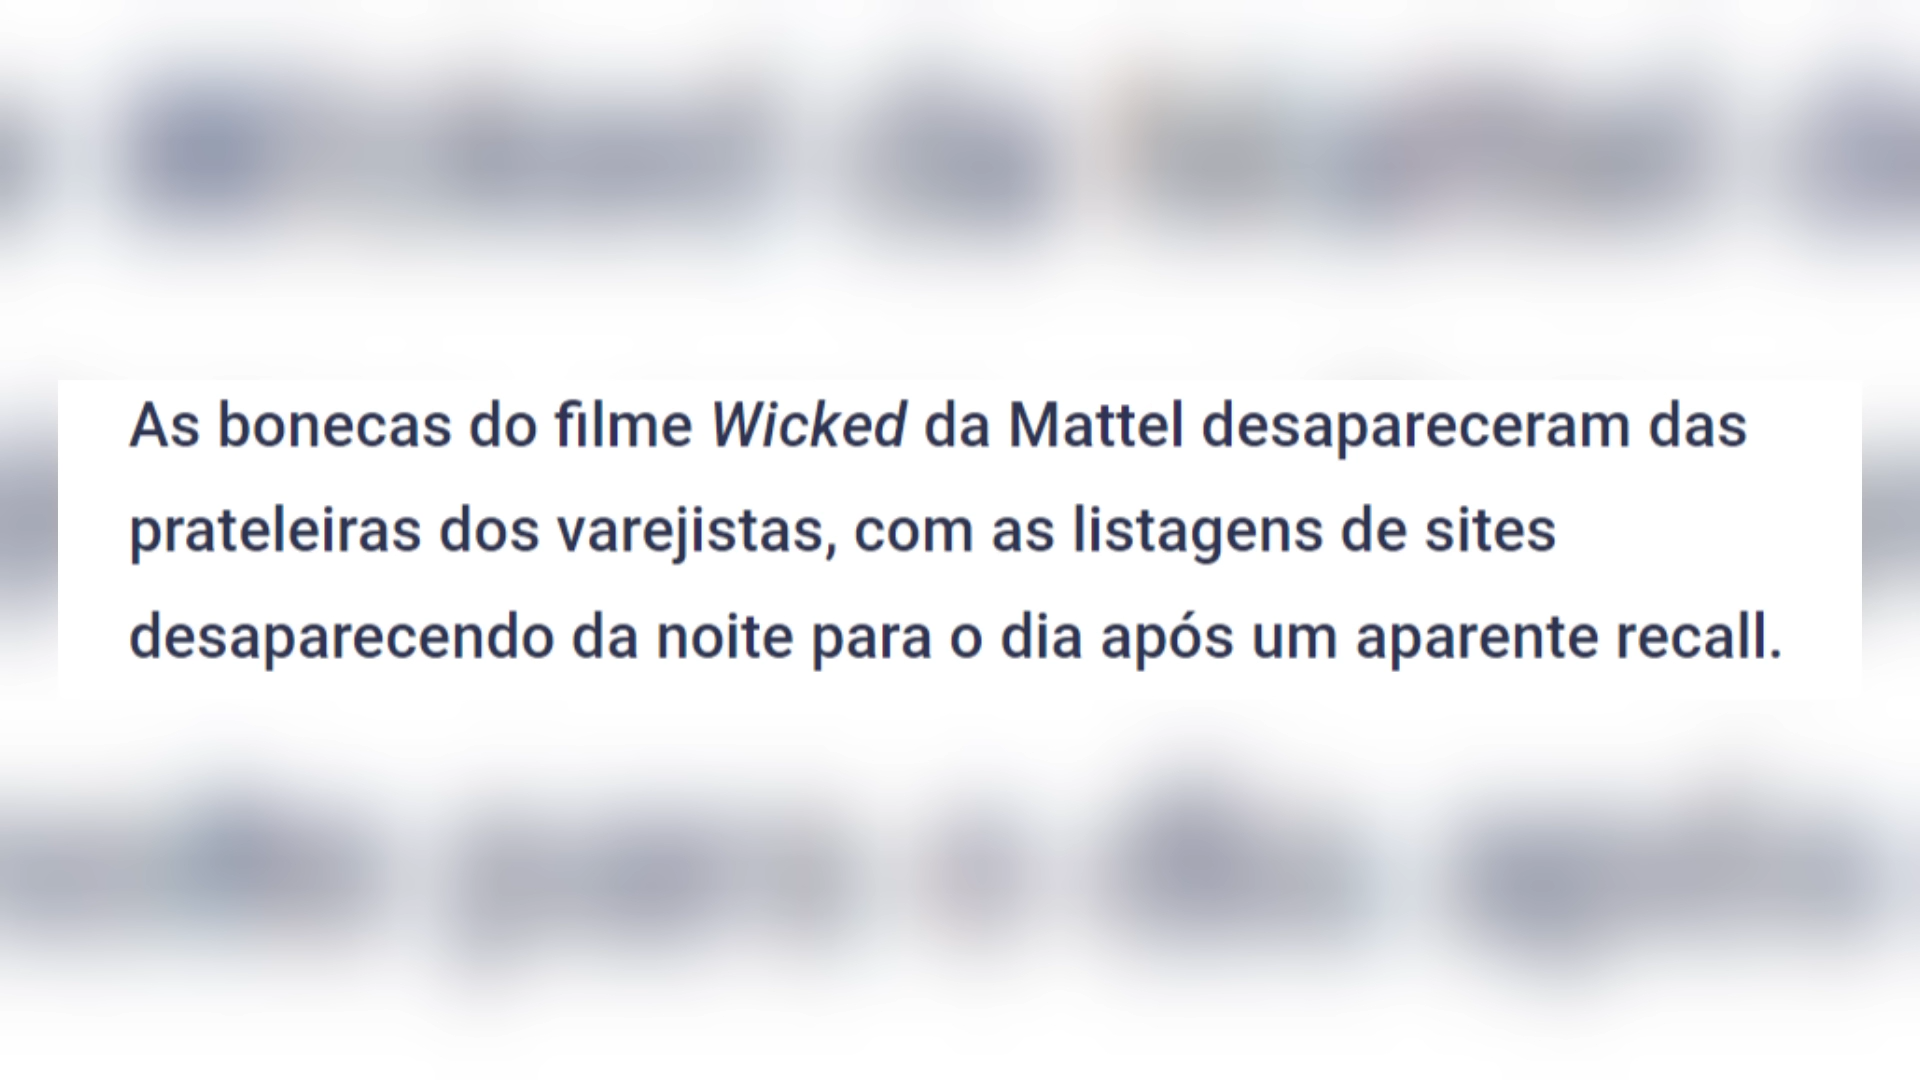 As bonecas do filme Wicked da Mattel desapareceram das
prateleiras dos varejistas, com as listagens de sites
desaparecendo da noite para o dia após um aparente recall.